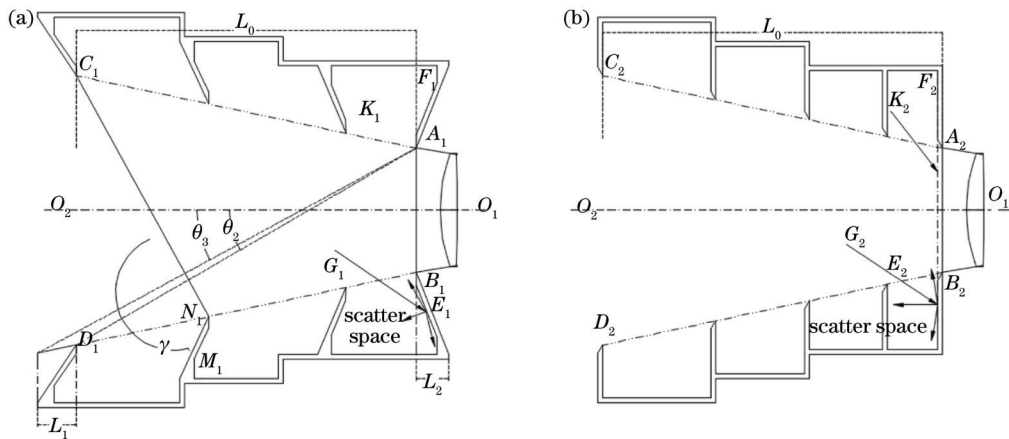 (a)
L₀
C₁
F₁
K₁
A₁
O₂
O₁
θ₃
θ₂
G₁
B₁
N₁
E₁
scatter
space
D₁
γ
M₁
L₂
L₁
(b)
L₀
C₂
F₂
K₂
A₂
O₂
O₁
G₂
E₂
B₂
D₂
scatter space